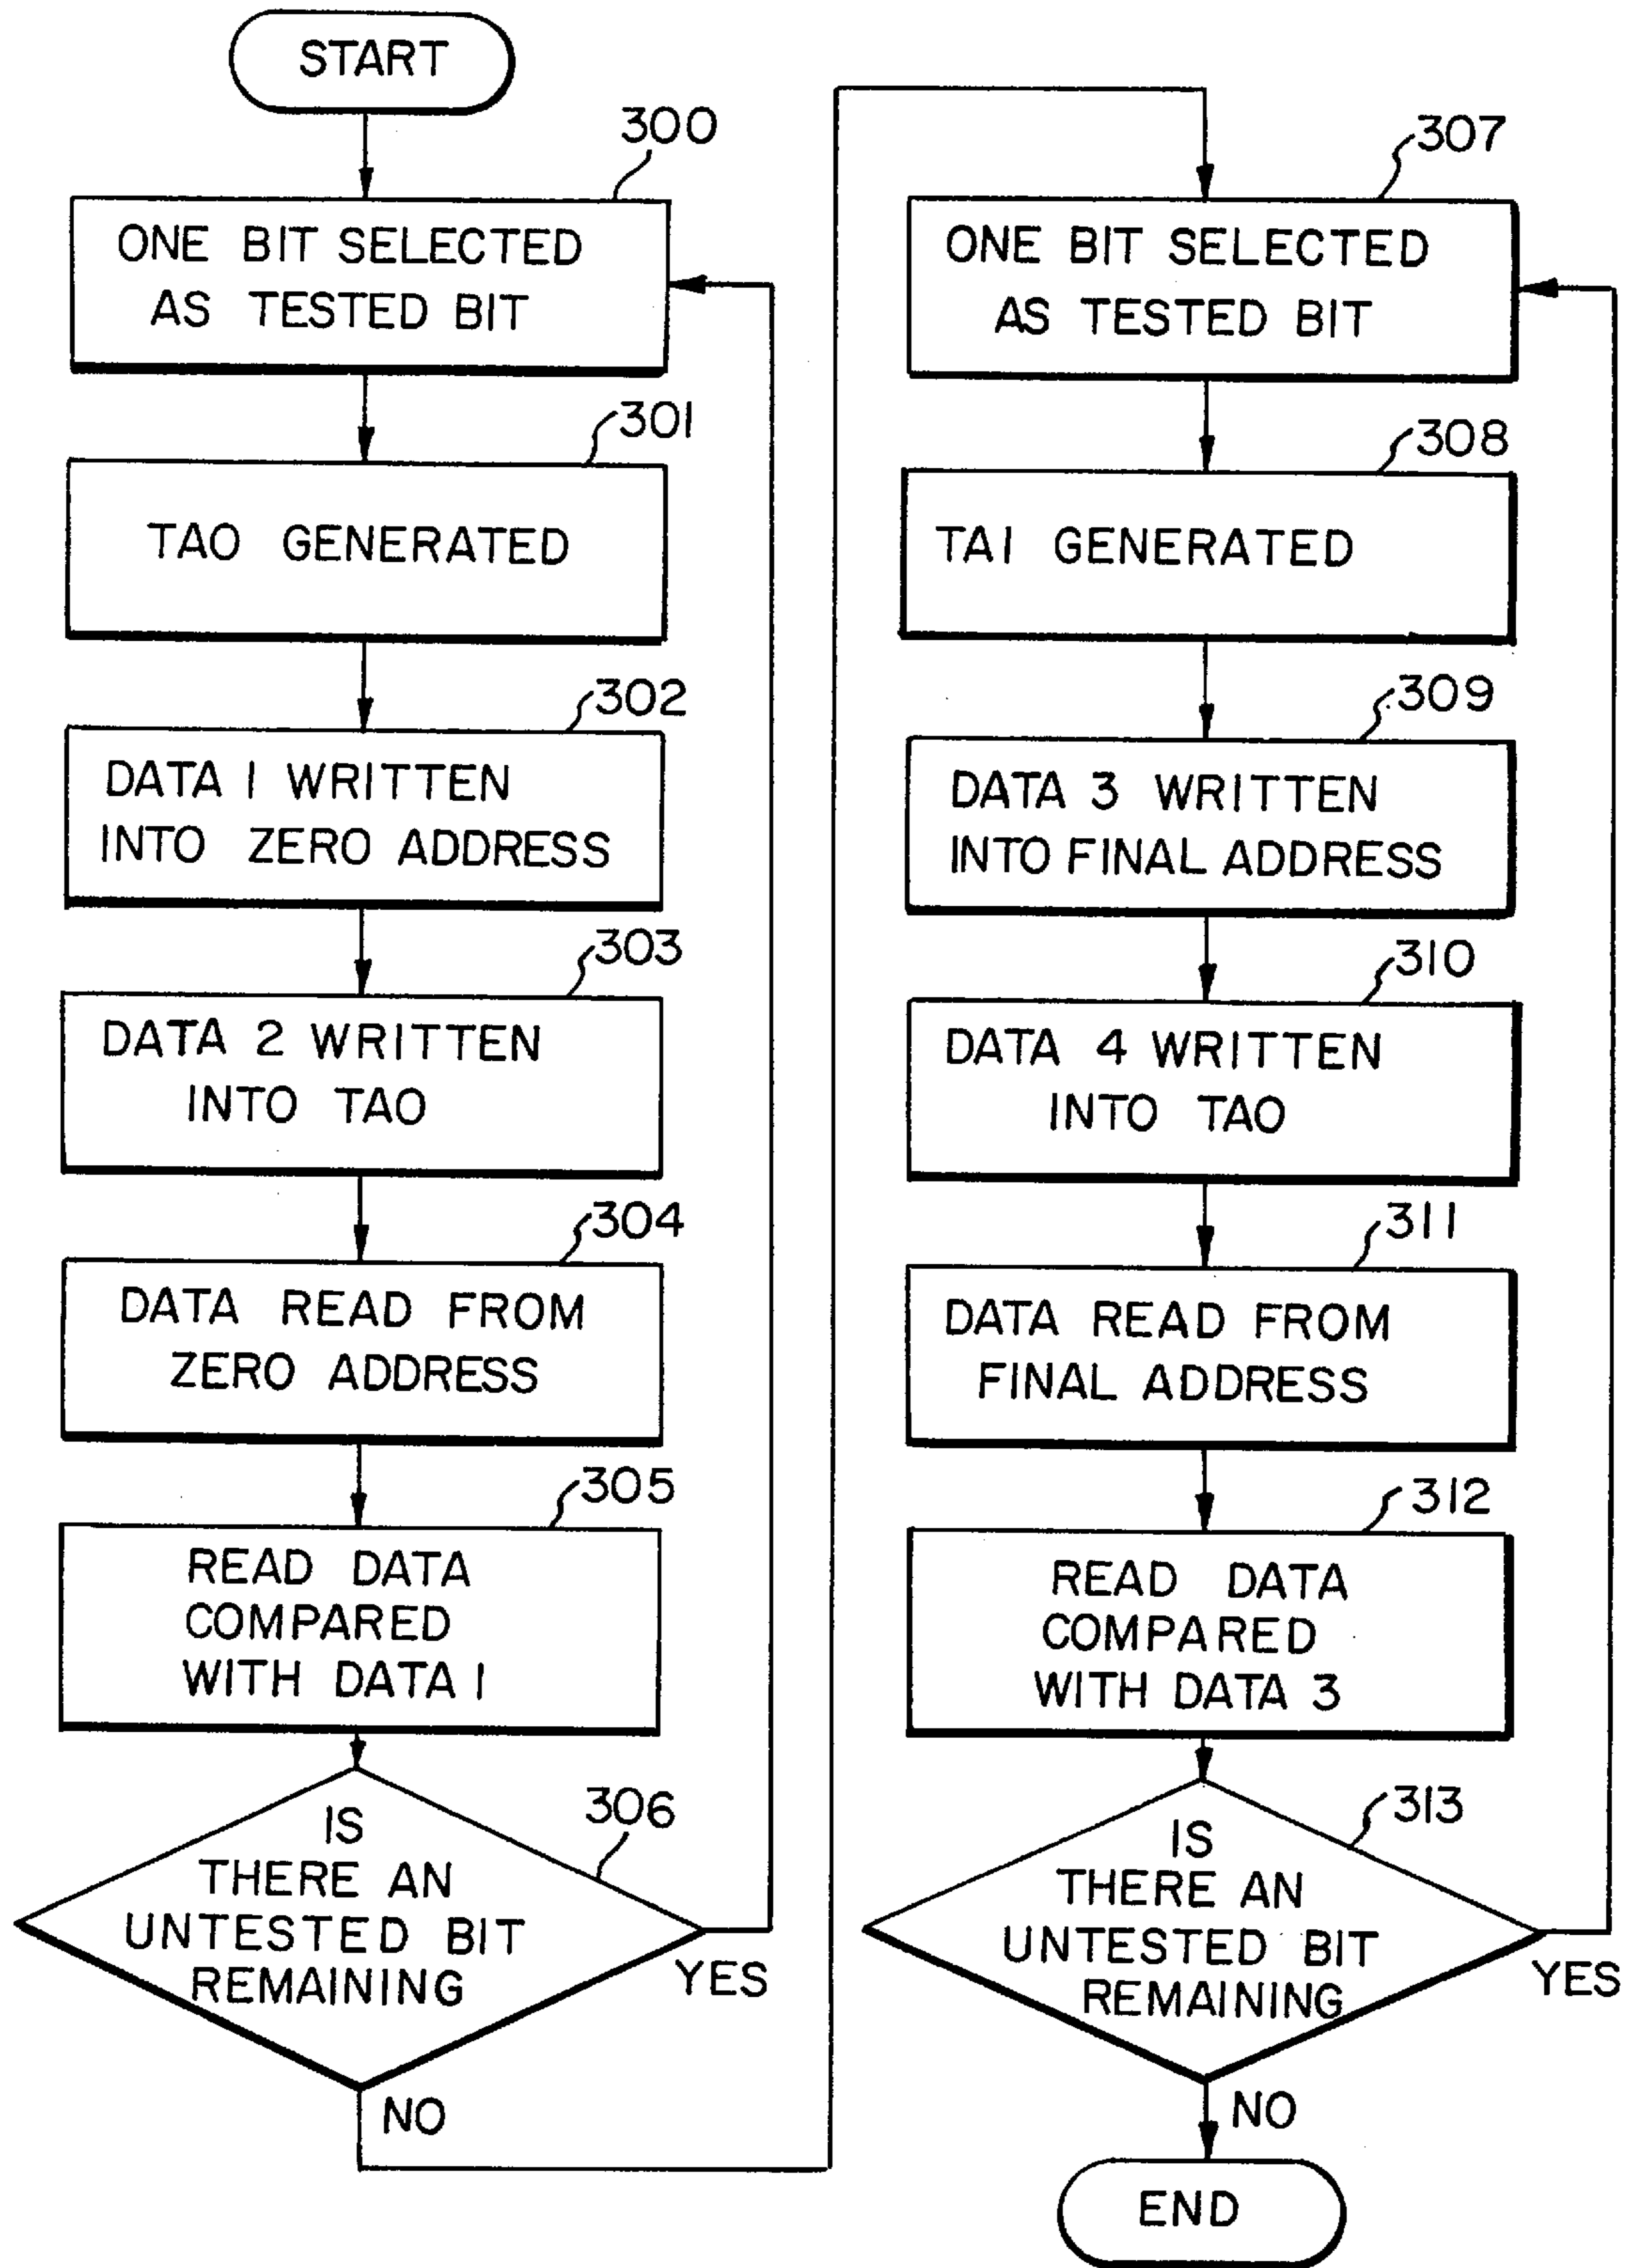 START
300
ONE BIT SELECTED
AS TESTED BIT
301
TAO GENERATED
302
DATA 1 WRITTEN
INTO ZERO ADDRESS
303
DATA 2 WRITTEN
INTO TAO
304
DATA READ FROM
ZERO ADDRESS
305
READ DATA
COMPARED
WITH DATA 1
306
IS
THERE AN
UNTESTED BIT
REMAINING
YES
NO
307
ONE BIT SELECTED
AS TESTED BIT
308
TA1 GENERATED
309
DATA 3 WRITTEN
INTO FINAL ADDRESS
310
DATA 4 WRITTEN
INTO TAO
311
DATA READ FROM
FINAL ADDRESS
312
READ DATA
COMPARED
WITH DATA 3
313
IS
THERE AN
UNTESTED BIT
REMAINING
YES
NO
END